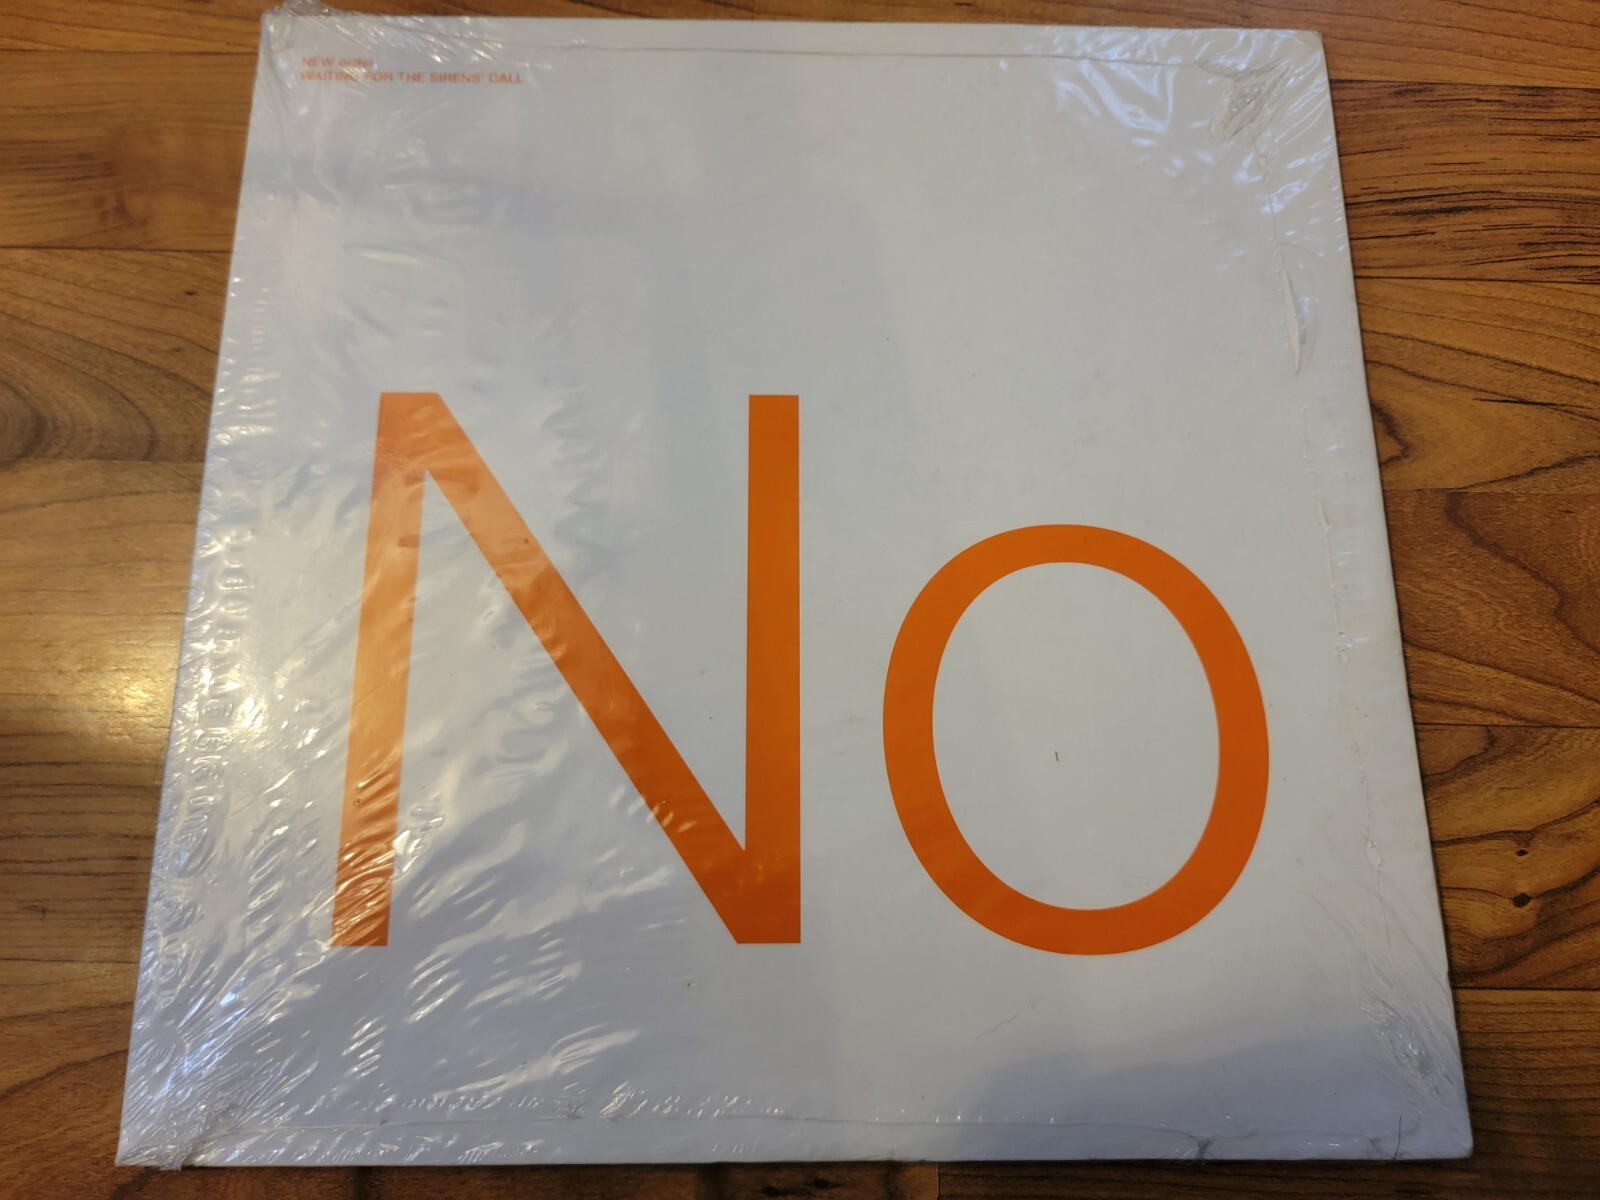 NEW order
WAITING FOR THE SIRENS' CALL
No